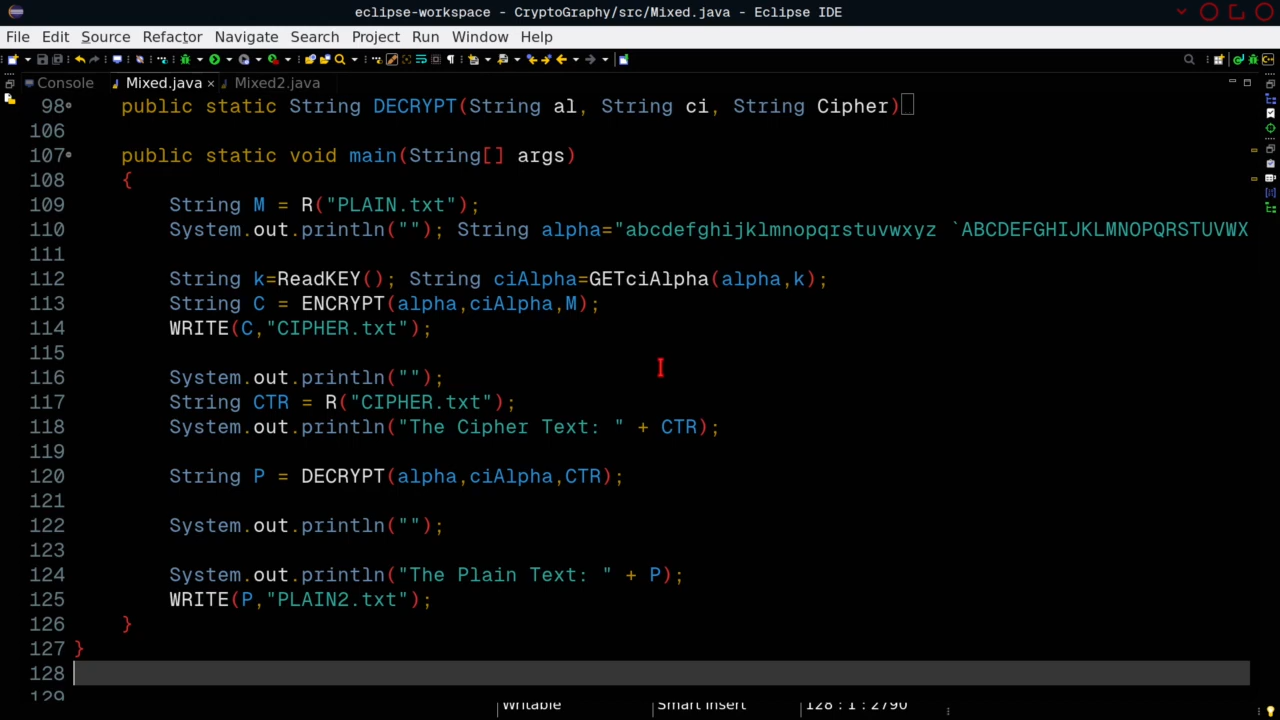 eclipse-workspace - CryptoGraphy/src/Mixed.java - Eclipse IDE
File Edit Source Refactor Navigate Search Project Run Window Help
Console Mixed.java × Mixed2.java
98 public static String DECRYPT(String al, String ci, String Cipher)
106
107 public static void main(String[] args)
108 {
109 String M = R("PLAIN.txt");
110 System.out.println(""); String alpha="abcdefghijklmnopqrstuvwxyz `ABCDEFGHIJKLMNOPQRSTUVWX
111
112 String k=ReadKEY(); String ciAlpha=GETciAlpha(alpha,k);
113 String C = ENCRYPT(alpha,ciAlpha,M);
114 WRITE(C,"CIPHER.txt");
115
116 System.out.println("");
117 String CTR = R("CIPHER.txt");
118 System.out.println("The Cipher Text: " + CTR);
119
120 String P = DECRYPT(alpha,ciAlpha,CTR);
121
122 System.out.println("");
123
124 System.out.println("The Plain Text: " + P);
125 WRITE(P,"PLAIN2.txt");
126 }
127 }
128
129
Writable Smart Insert 128 : 1 : 2790